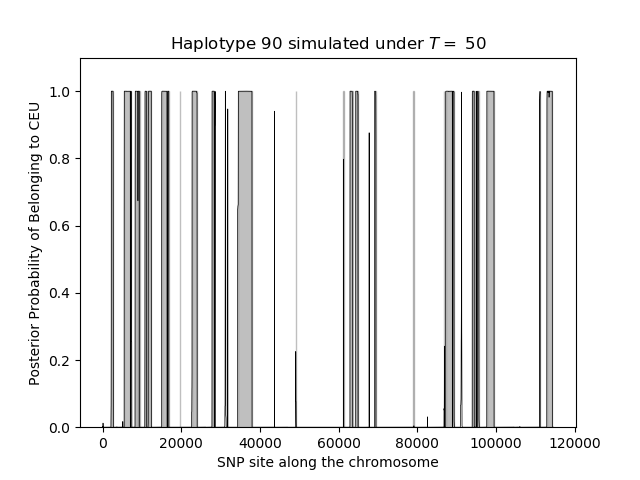 Haplotype 90 simulated under T = 50
Posterior Probability of Belonging to CEU
1.0
0.8
0.6
0.4
0.2
0.0
0 20000 40000 60000 80000 100000 120000
SNP site along the chromosome